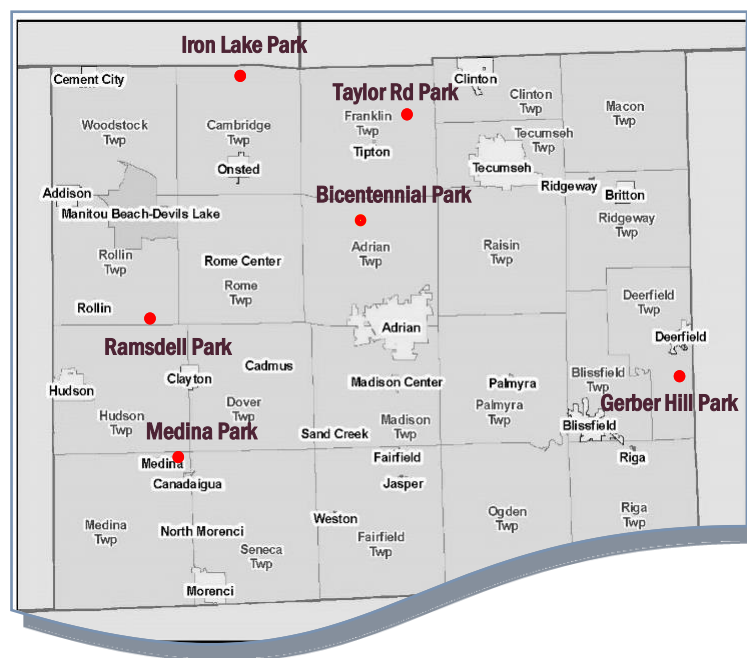 Iron Lake Park
Cement City
Clinton
Taylor Rd Park
Clinton
Twp
Macon
Twp
Woodstock
Twp
Cambridge
Twp
Franklin
Twp
Tecumseh
Twp
Tipton
Onsted
Tecumseh
Addison
Bicentennial Park
Ridgeway
Britton
Manitou Beach-Devils Lake
Ridgeway
Twp
Rollin
Twp
Rome Center
Adrian
Twp
Raisin
Twp
Rome
Twp
Deerfield
Twp
Rollin
Adrian
Deerfield
Ramsdell Park
Cadmus
Hudson
Clayton
Madison Center
Palmyra
Blissfield
Twp
Gerber Hill Park
Hudson
Twp
Dover
Twp
Madison
Twp
Palmyra
Twp
Medina Park
Sand Creek
Blissfield
Medina
Fairfield
Riga
Canadaigua
Jasper
Medina
Twp
North Morenci
Weston
Ogden
Twp
Riga
Twp
Seneca
Twp
Fairfield
Twp
Morenci